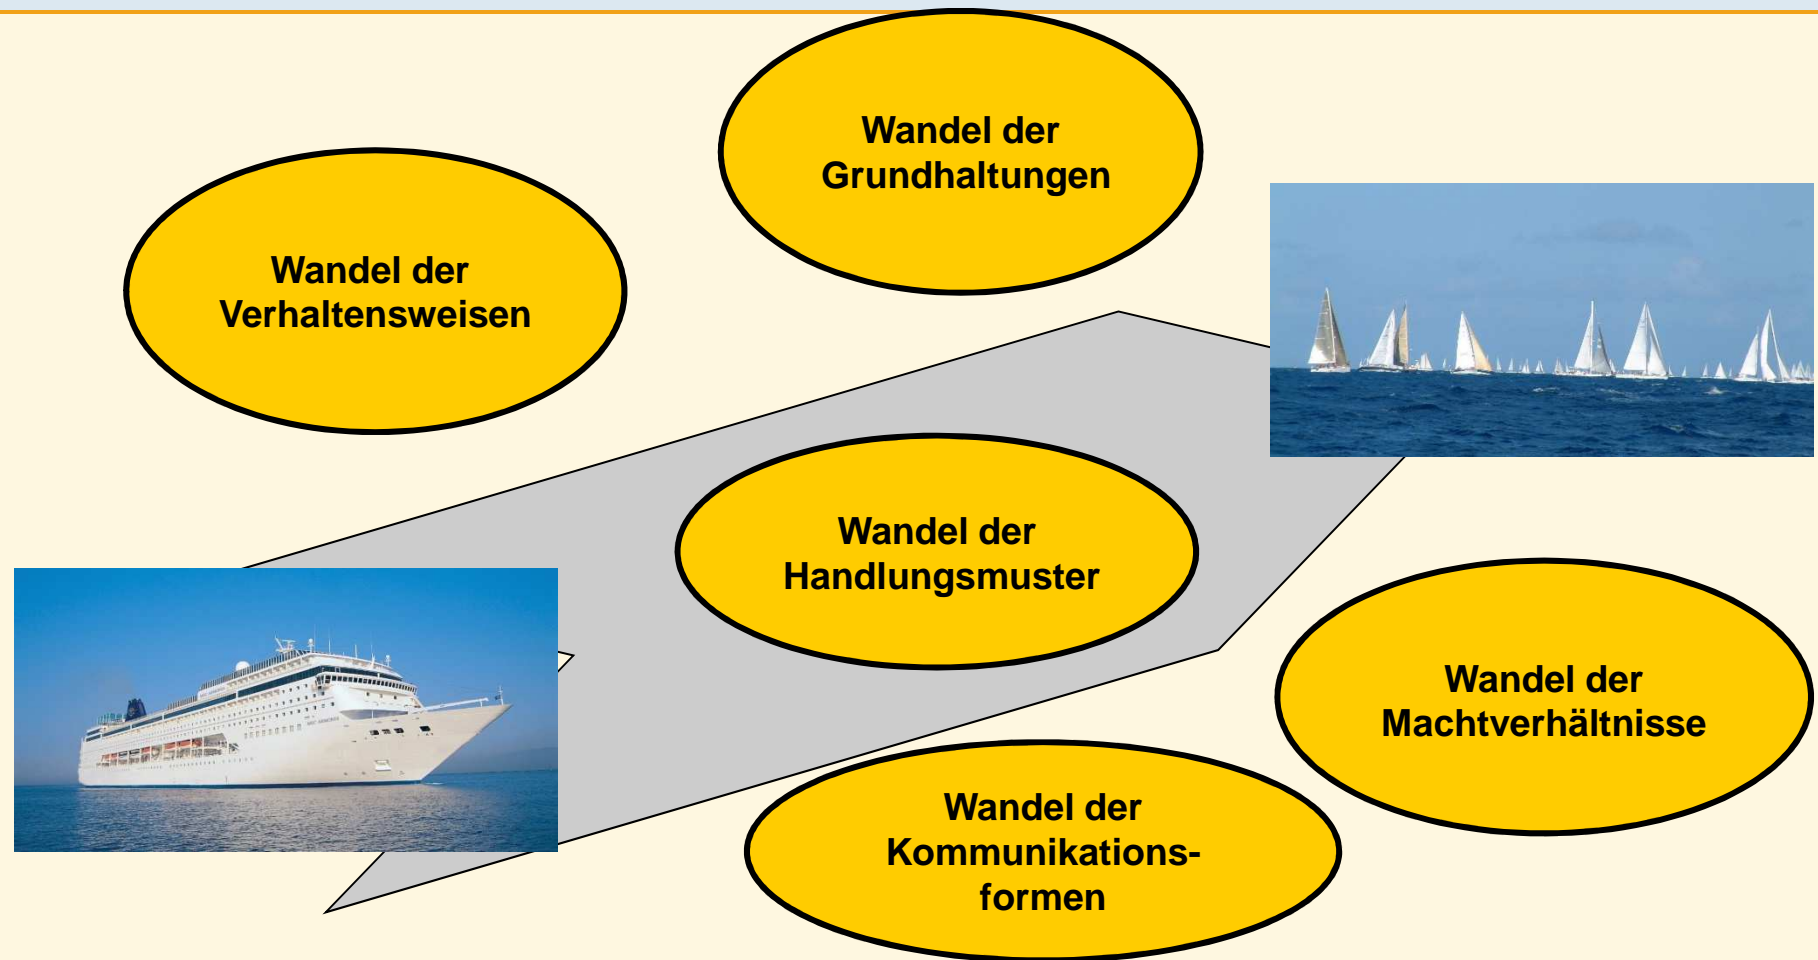 Wandel der
Grundhaltungen
Wandel der
Verhaltensweisen
Wandel der
Handlungsmuster
Wandel der
Machtverhältnisse
Wandel der
Kommunikations-
formen